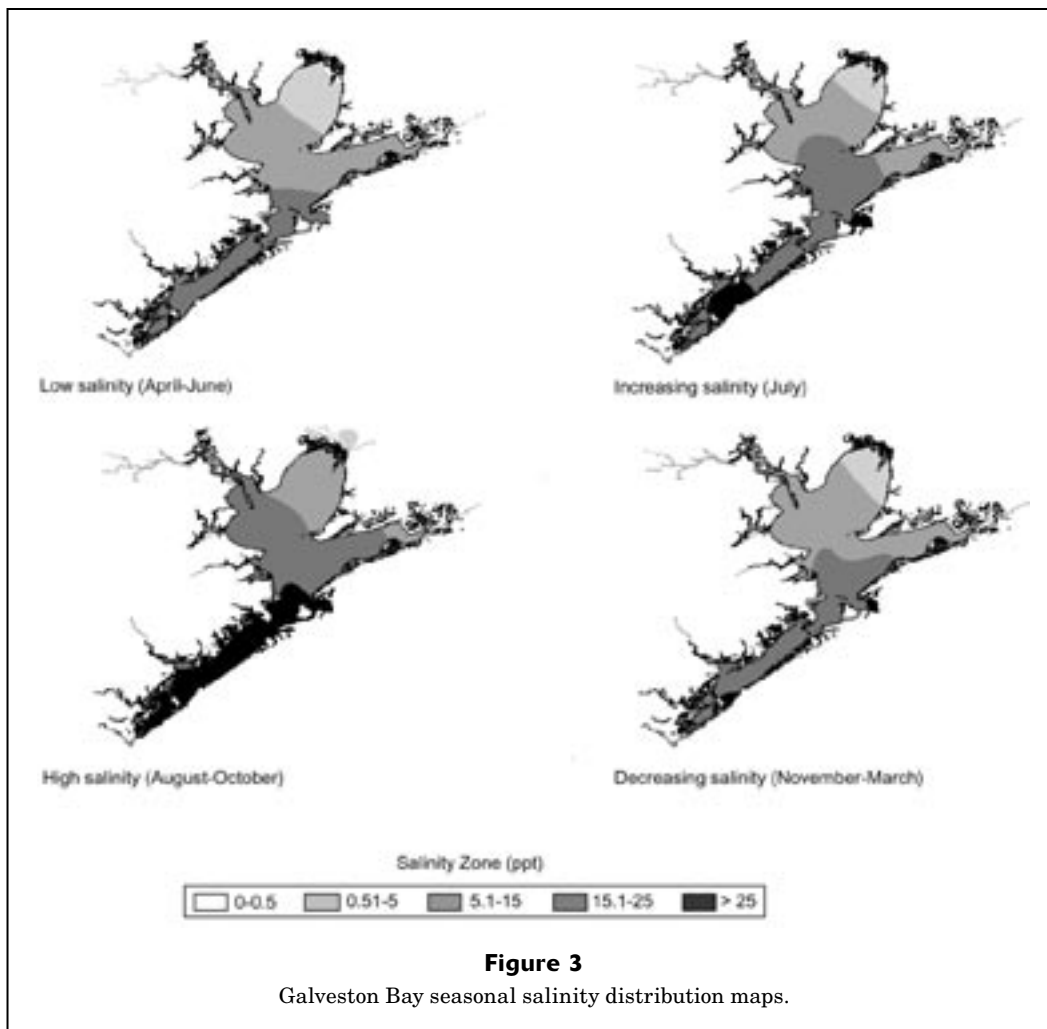 Low salinity (April-June)
Increasing salinity (July)
High salinity (August-October)
Decreasing salinity (November-March)
Salinity Zone (ppt)
0-0.5
0.51-5
5.1-15
15.1-25
> 25
Figure 3
Galveston Bay seasonal salinity distribution maps.